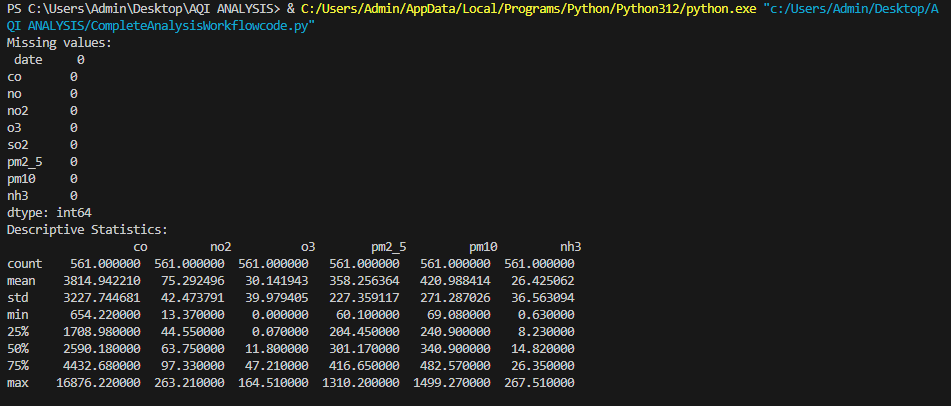 PS C:\Users\Admin\Desktop\AQI ANALYSIS> & C:/Users/Admin/AppData/Local/Programs/Python/Python312/python.exe "c:/Users/Admin/Desktop/A
QI ANALYSIS/CompleteAnalysisWorkflowcode.py"
Missing values:
 date     0
co       0
no       0
no2      0
o3       0
so2      0
pm2_5    0
pm10     0
nh3      0
dtype: int64
Descriptive Statistics:
                 co         no2          o3        pm2_5         pm10         nh3
count    561.000000  561.000000  561.000000   561.000000   561.000000  561.000000
mean    3814.942210   75.292496   30.141943   358.256364   420.988414   26.425062
std     3227.744681   42.473791   39.979405   227.359117   271.287026   36.563094
min      654.220000   13.370000    0.000000    60.100000    69.080000    0.630000
25%     1708.980000   44.550000    0.070000   204.450000   240.900000    8.230000
50%     2590.180000   63.750000   11.800000   301.170000   340.900000   14.820000
75%     4432.680000   97.330000   47.210000   416.650000   482.570000   26.350000
max    16876.220000  263.210000  164.510000  1310.200000  1499.270000  267.510000